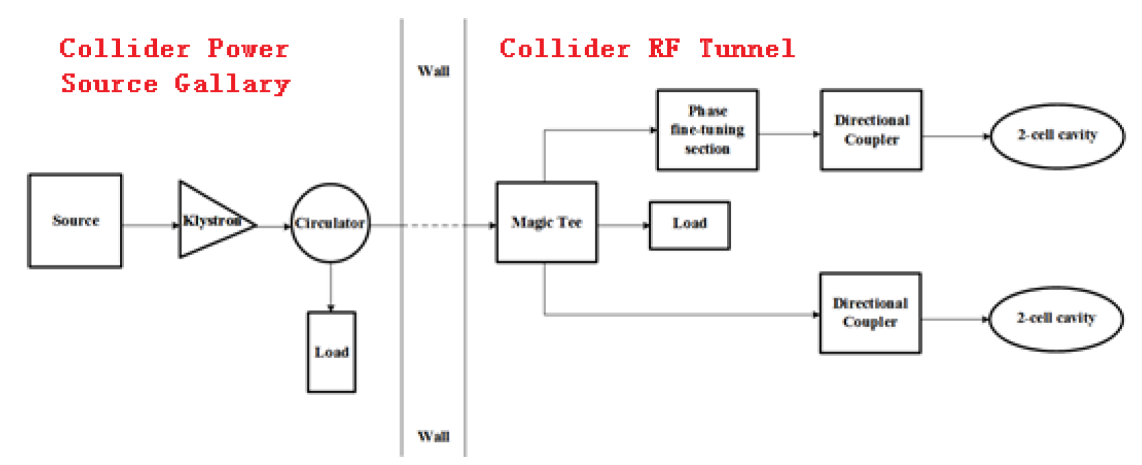 Collider Power
Source Gallary
Collider RF Tunnel
Wall
Phase
fine-tuning
section
Directional
Coupler
2-cell cavity
Source
Klystron
Circulator
Magic Tee
Load
Load
Directional
Coupler
2-cell cavity
Wall